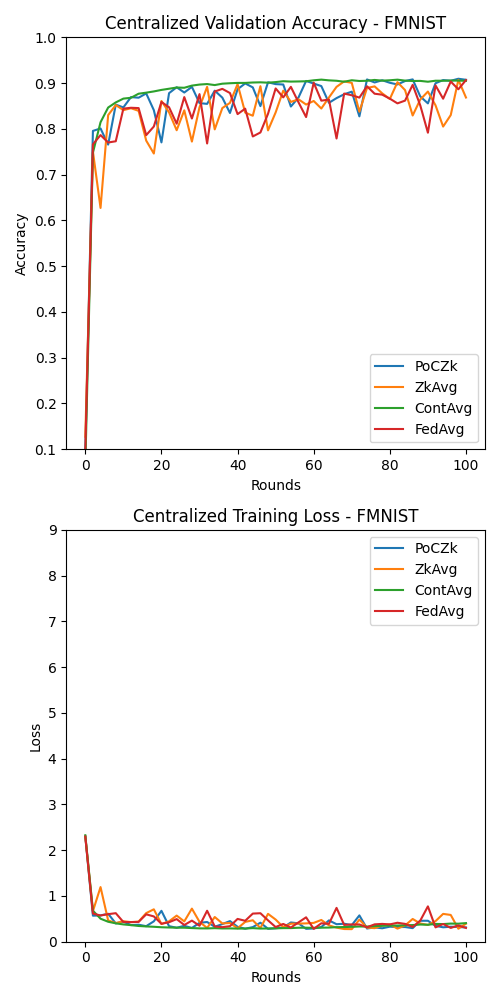 Centralized Validation Accuracy - FMNIST
1.0
0.9
0.8
0.7
0.6
0.5
0.4
0.3
0.2
0.1
Accuracy
PoCZk
ZkAvg
ContAvg
FedAvg
0 20 40 60 80 100
Rounds
Centralized Training Loss - FMNIST
9
8
7
6
5
4
3
2
1
0
Loss
PoCZk
ZkAvg
ContAvg
FedAvg
0 20 40 60 80 100
Rounds